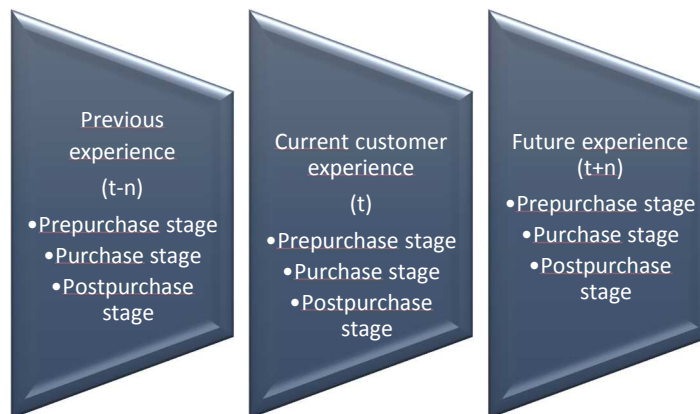 Previous
experience
(t-n)
•Prepurchase stage
•Purchase stage
•Postpurchase
stage
Current customer
experience
(t)
•Prepurchase stage
•Purchase stage
•Postpurchase
stage
Future experience
(t+n)
•Prepurchase stage
•Purchase stage
•Postpurchase
stage